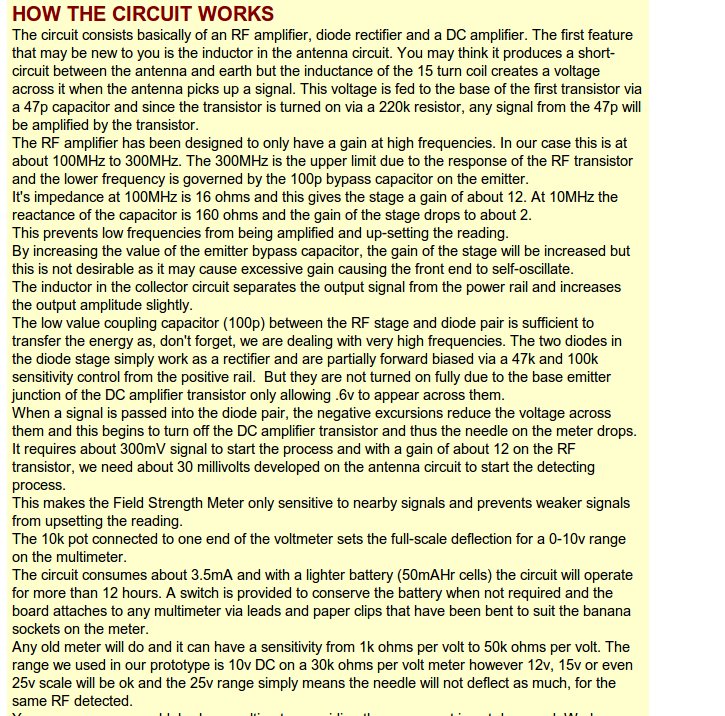 HOW THE CIRCUIT WORKS
The circuit consists basically of an RF amplifier, diode rectifier and a DC amplifier. The first feature
that may be new to you is the inductor in the antenna circuit. You may think it produces a short-
circuit between the antenna and earth but the inductance of the 15 turn coil creates a voltage
across it when the antenna picks up a signal. This voltage is fed to the base of the first transistor via
a 47p capacitor and since the transistor is turned on via a 220k resistor, any signal from the 47p will
be amplified by the transistor.
The RF amplifier has been designed to only have a gain at high frequencies. In our case this is at
about 100MHz to 300MHz. The 300MHz is the upper limit due to the response of the RF transistor
and the lower frequency is governed by the 100p bypass capacitor on the emitter.
It's impedance at 100MHz is 16 ohms and this gives the stage a gain of about 12. At 10MHz the
reactance of the capacitor is 160 ohms and the gain of the stage drops to about 2.
This prevents low frequencies from being amplified and up-setting the reading.
By increasing the value of the emitter bypass capacitor, the gain of the stage will be increased but
this is not desirable as it may cause excessive gain causing the front end to self-oscillate.
The inductor in the collector circuit separates the output signal from the power rail and increases
the output amplitude slightly.
The low value coupling capacitor (100p) between the RF stage and diode pair is sufficient to
transfer the energy as, don't forget, we are dealing with very high frequencies. The two diodes in
the diode stage simply work as a rectifier and are partially forward biased via a 47k and 100k
sensitivity control from the positive rail.  But they are not turned on fully due to the base emitter
junction of the DC amplifier transistor only allowing .6v to appear across them.
When a signal is passed into the diode pair, the negative excursions reduce the voltage across
them and this begins to turn off the DC amplifier transistor and thus the needle on the meter drops.
It requires about 300mV signal to start the process and with a gain of about 12 on the RF
transistor, we need about 30 millivolts developed on the antenna circuit to start the detecting
process.
This makes the Field Strength Meter only sensitive to nearby signals and prevents weaker signals
from upsetting the reading.
The 10k pot connected to one end of the voltmeter sets the full-scale deflection for a 0-10v range
on the multimeter.
The circuit consumes about 3.5mA and with a lighter battery (50mAHr cells) the circuit will operate
for more than 12 hours. A switch is provided to conserve the battery when not required and the
board attaches to any multimeter via leads and paper clips that have been bent to suit the banana
sockets on the meter.
Any old meter will do and it can have a sensitivity from 1k ohms per volt to 50k ohms per volt. The
range we used in our prototype is 10v DC on a 30k ohms per volt meter however 12v, 15v or even
25v scale will be ok and the 25v range simply means the needle will not deflect as much, for the
same RF detected.